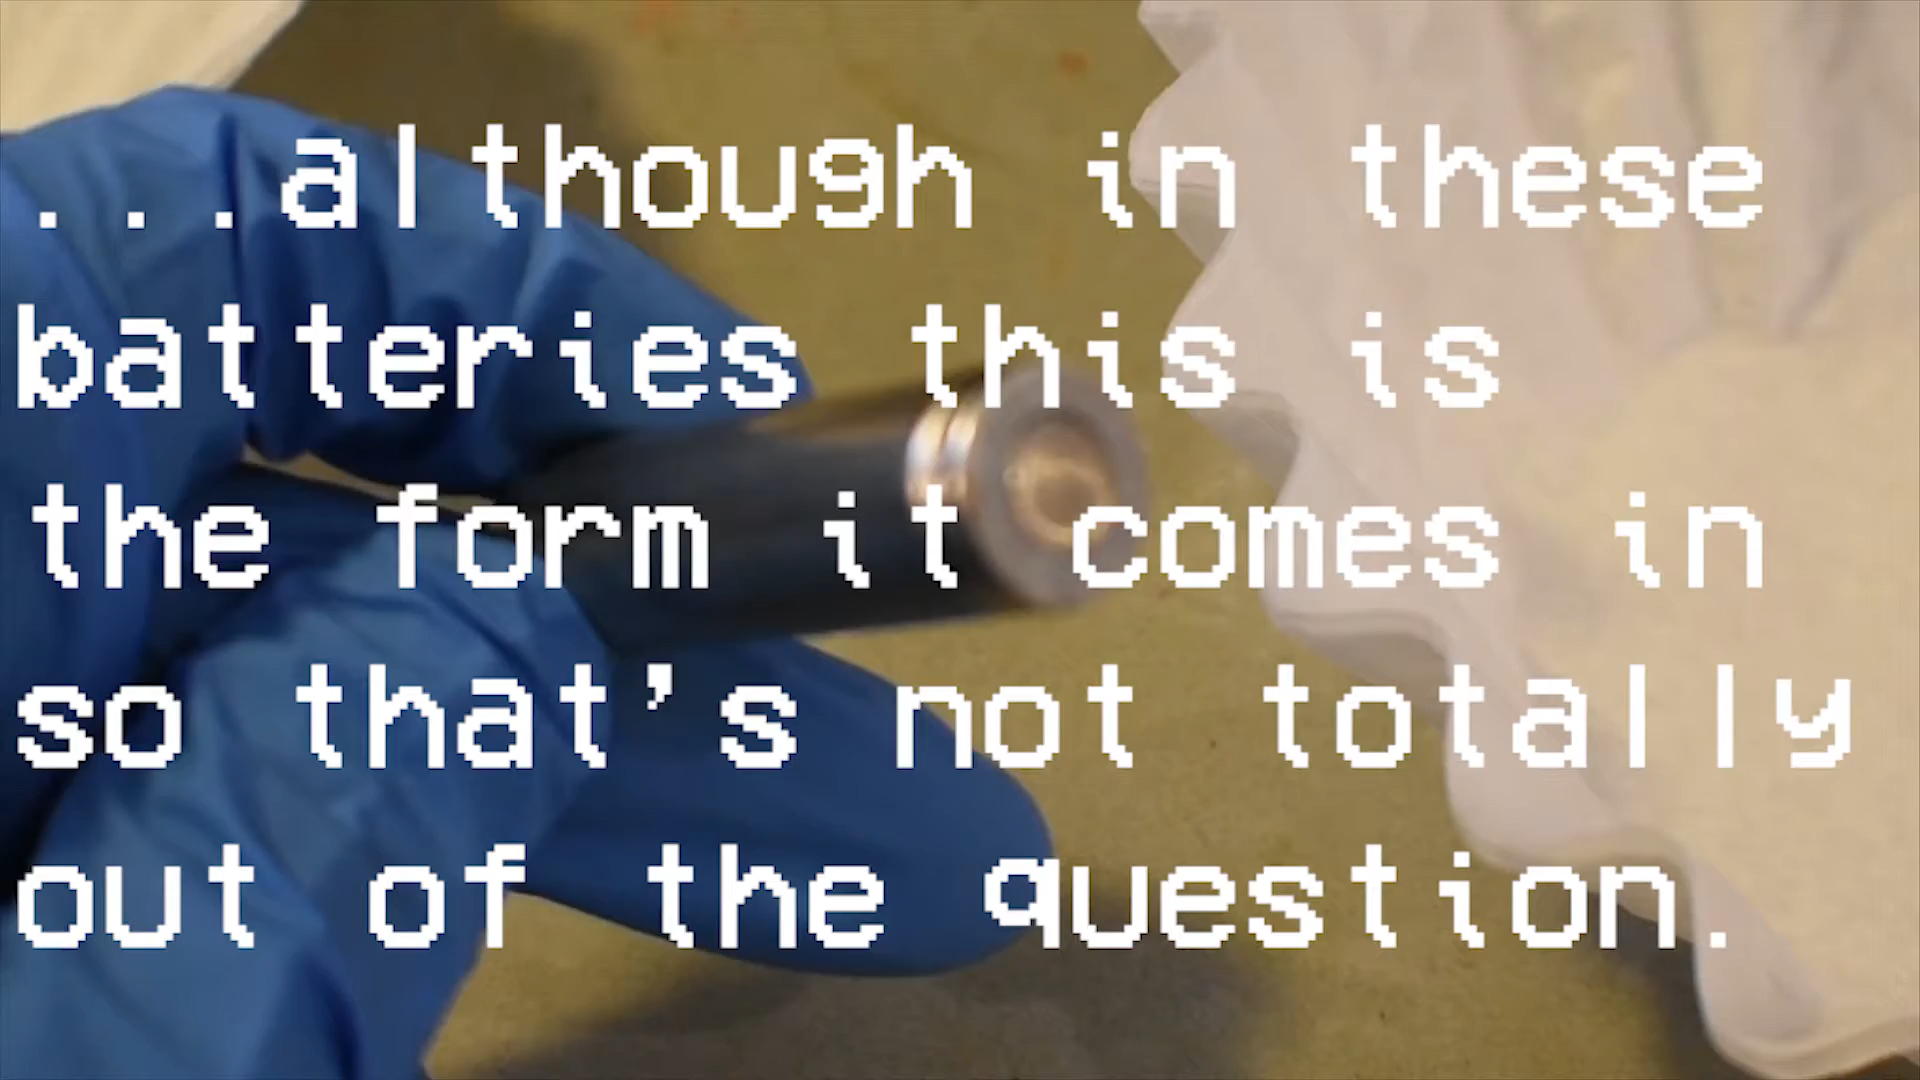 ...although in these
batteries this is
the form it comes in
so that's not totally
out of the question.